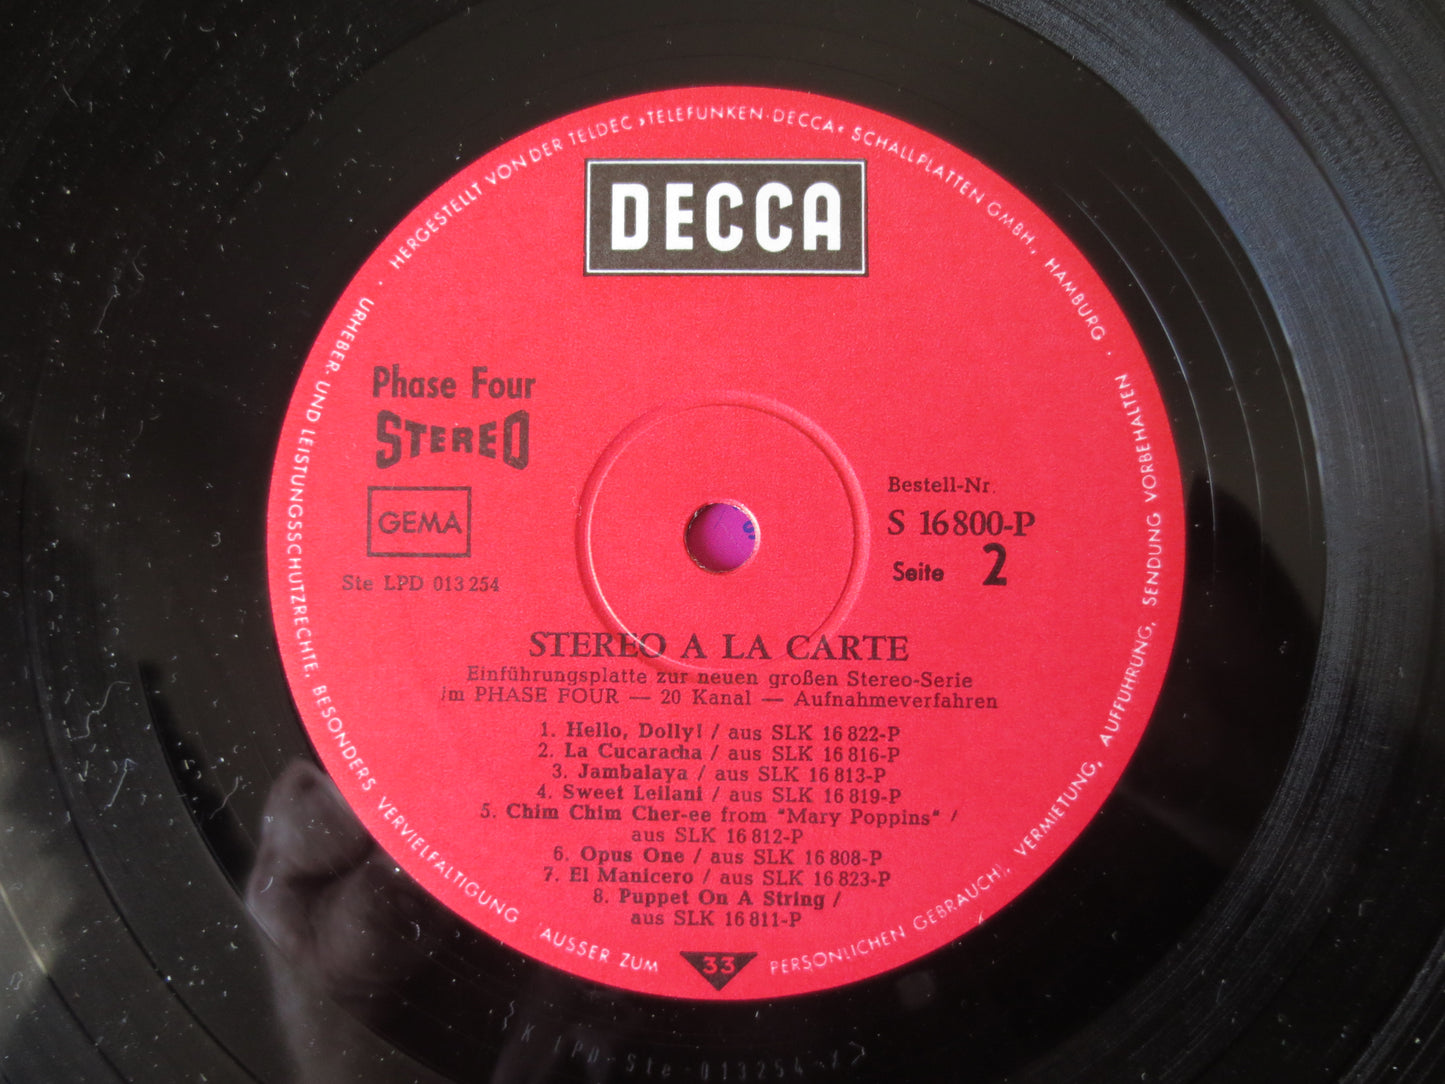 HERGESTELLT VON DER TELDEC »TELEFUNKEN-DECCA« SCHALLPLATTEN GMBH., HAMBURG ·
URHEBER- UND LEISTUNGSSCHUTZRECHTE, BESONDERS VERVIELFÄLTIGUNG, AUFFÜHRUNG, SENDUNG VORBEHALTEN
DECCA
Phase Four
STEREO
GEMA
Ste LPD 013 254
Bestell-Nr.
S 16 800-P
Seite 2
STEREO A LA CARTE
Einführungsplatte zur neuen großen Stereo-Serie
im PHASE FOUR — 20 Kanal — Aufnahmeverfahren
1. Hello, Dolly! / aus SLK 16 822-P
2. La Cucaracha / aus SLK 16 816-P
3. Jambalaya / aus SLK 16 813-P
4. Sweet Leilani / aus SLK 16 819-P
5. Chim Chim Cher-ee from "Mary Poppins" /
aus SLK 16 812-P
6. Opus One / aus SLK 16 808-P
7. El Manicero / aus SLK 16 823-P
8. Puppet On A String /
aus SLK 16 811-P
(AUSSER ZUM PERSÖNLICHEN GEBRAUCH), VERMIETUNG,
33